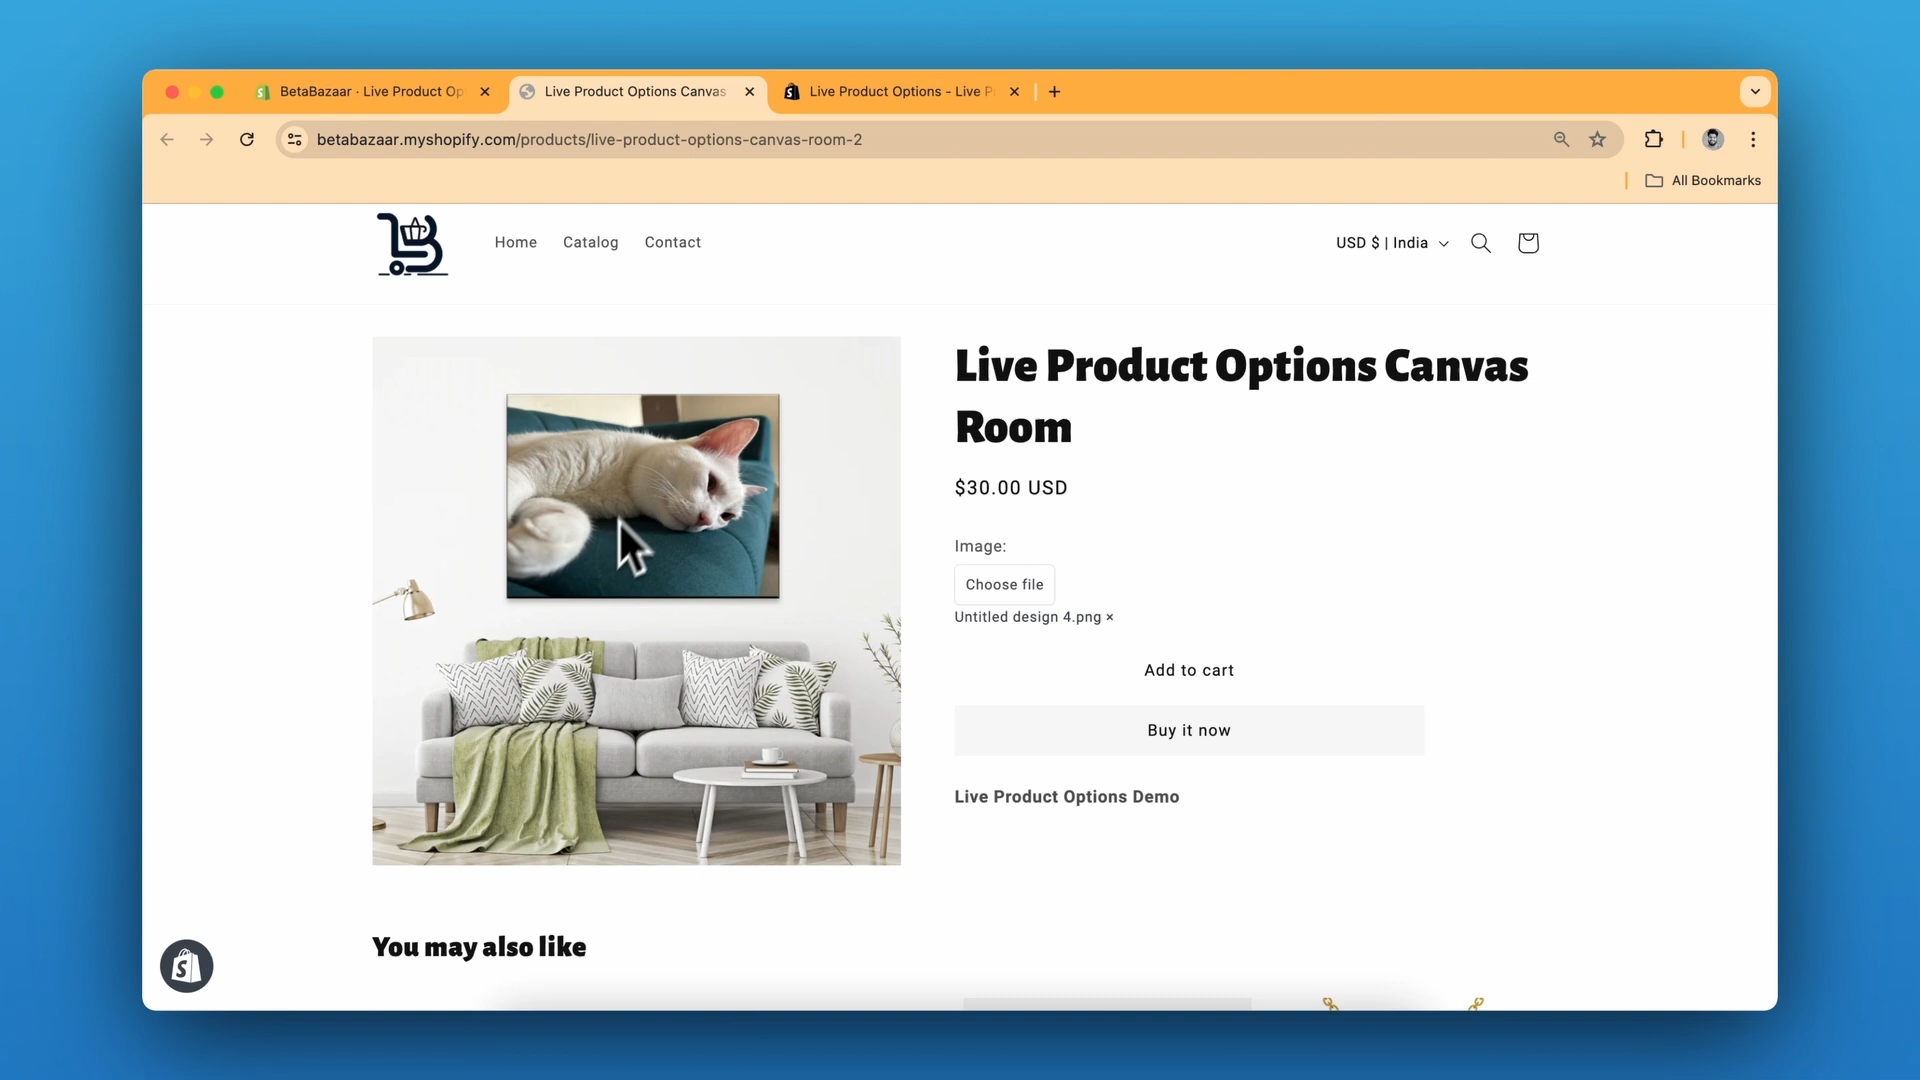 BetaBazaar · Live Product Op
Live Product Options Canvas
Live Product Options - Live P
betabazaar.myshopify.com/products/live-product-options-canvas-room-2
All Bookmarks
Home
Catalog
Contact
USD $ | India
Live Product Options Canvas
Room
$30.00 USD
Image:
Choose file
Untitled design 4.png ×
Add to cart
Buy it now
Live Product Options Demo
You may also like